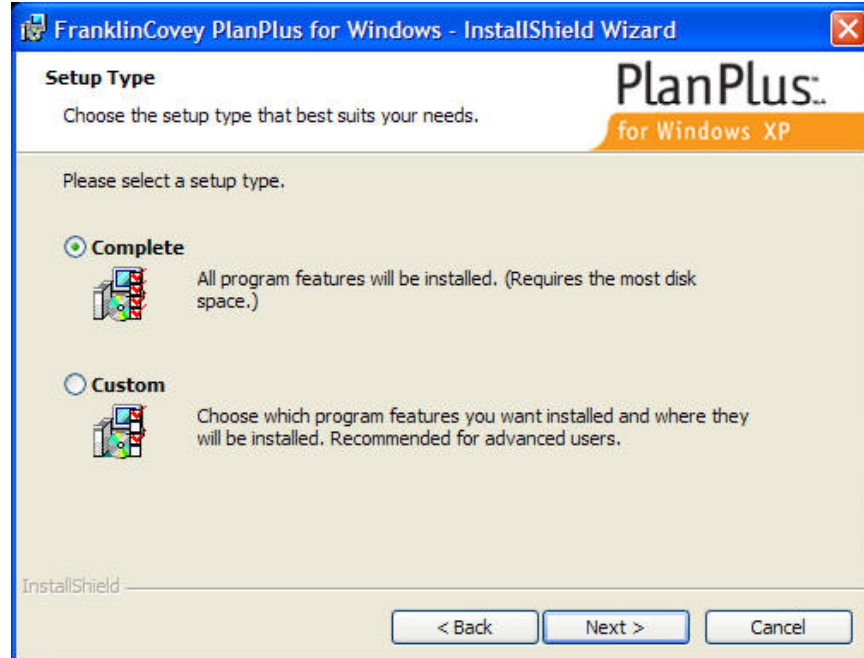 FranklinCovey PlanPlus for Windows - InstallShield Wizard
Setup Type
Choose the setup type that best suits your needs.
PlanPlus™
for Windows XP
Please select a setup type.
Complete
All program features will be installed. (Requires the most disk
space.)
Custom
Choose which program features you want installed and where they
will be installed. Recommended for advanced users.
InstallShield
< Back
Next >
Cancel